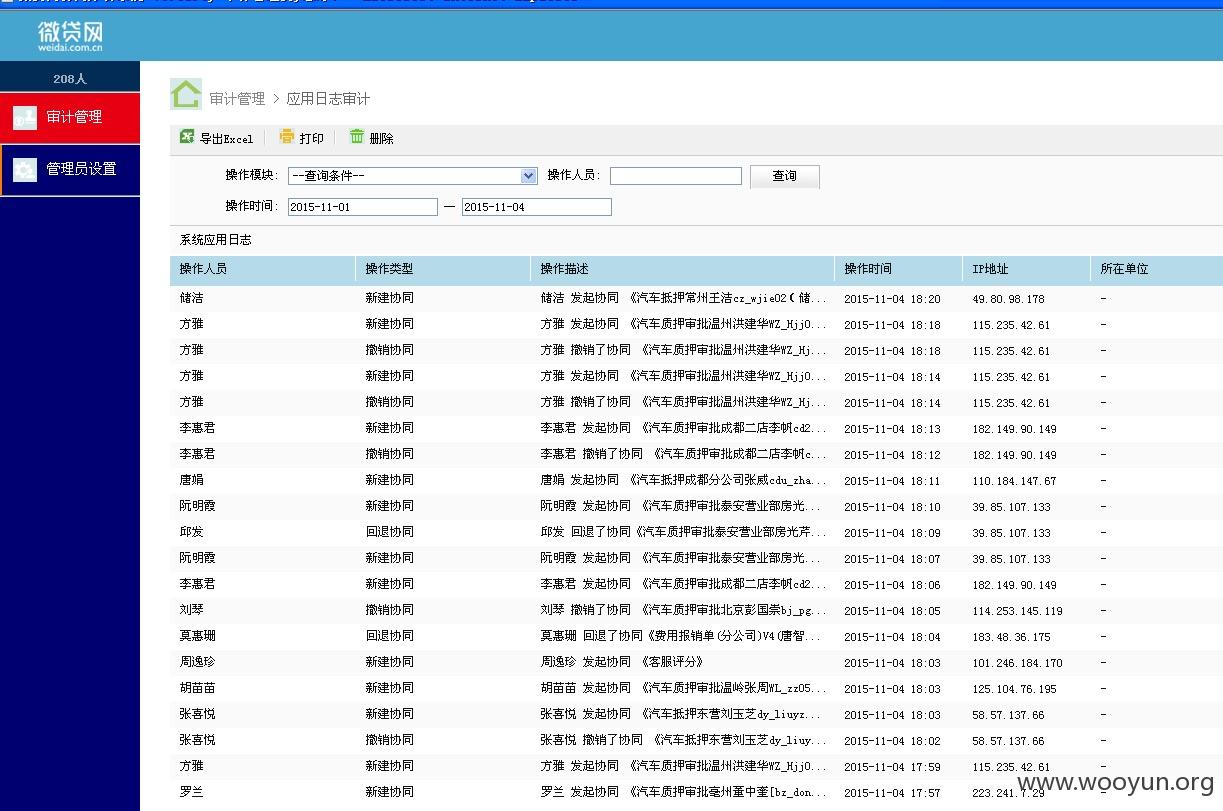 微贷网
weidai.com.cn
208人
审计管理
管理员设置
审计管理 > 应用日志审计
导出Excel 打印 删除
操作模块: --查询条件-- 操作人员: 查询
操作时间: 2015-11-01 — 2015-11-04
系统应用日志
操作人员 操作类型 操作描述 操作时间 IP地址 所在单位
储洁 新建协同 储洁 发起协同 《汽车抵押常州王洁cz_wjie02(储... 2015-11-04 18:20 49.80.98.178 -
方雅 新建协同 方雅 发起协同 《汽车质押审批温州洪建华WZ_Hjj0... 2015-11-04 18:18 115.235.42.61 -
方雅 撤销协同 方雅 撤销了协同 《汽车质押审批温州洪建华WZ_Hj... 2015-11-04 18:18 115.235.42.61 -
方雅 新建协同 方雅 发起协同 《汽车质押审批温州洪建华WZ_Hjj0... 2015-11-04 18:14 115.235.42.61 -
方雅 撤销协同 方雅 撤销了协同 《汽车质押审批温州洪建华WZ_Hj... 2015-11-04 18:14 115.235.42.61 -
李惠君 新建协同 李惠君 发起协同 《汽车质押审批成都二店李帆cd2... 2015-11-04 18:13 182.149.90.149 -
李惠君 撤销协同 李惠君 撤销了协同 《汽车质押审批成都二店李帆c... 2015-11-04 18:12 182.149.90.149 -
唐娟 新建协同 唐娟 发起协同 《汽车抵押成都分公司张威cdu_zha... 2015-11-04 18:11 110.184.147.67 -
阮明霞 新建协同 阮明霞 发起协同 《汽车质押审批泰安营业部房光... 2015-11-04 18:10 39.85.107.133 -
邱发 回退协同 邱发 回退了协同《汽车质押审批泰安营业部房光芹... 2015-11-04 18:09 39.85.107.133 -
阮明霞 新建协同 阮明霞 发起协同 《汽车质押审批泰安营业部房光... 2015-11-04 18:07 39.85.107.133 -
李惠君 新建协同 李惠君 发起协同 《汽车质押审批成都二店李帆cd2... 2015-11-04 18:06 182.149.90.149 -
刘琴 撤销协同 刘琴 撤销了协同 《汽车质押审批北京彭国崇bj_pg... 2015-11-04 18:05 114.253.145.119 -
莫惠珊 回退协同 莫惠珊 回退了协同《费用报销单(分公司)V4(唐智... 2015-11-04 18:04 183.48.36.175 -
周逸珍 新建协同 周逸珍 发起协同 《客服评分》 2015-11-04 18:03 101.246.184.170 -
胡苗苗 新建协同 胡苗苗 发起协同 《汽车质押审批温岭张周WL_zz05... 2015-11-04 18:03 125.104.76.195 -
张喜悦 新建协同 张喜悦 发起协同 《汽车抵押东营刘玉芝dy_liuyz... 2015-11-04 18:03 58.57.137.66 -
张喜悦 撤销协同 张喜悦 撤销了协同 《汽车抵押东营刘玉芝dy_liuy... 2015-11-04 18:02 58.57.137.66 -
方雅 新建协同 方雅 发起协同 《汽车质押审批温州洪建华WZ_Hjj0... 2015-11-04 17:59 115.235.42.61 -
罗兰 新建协同 罗兰 发起协同 《汽车抵押审批亳州董中奎[bz_don... 2015-11-04 17:57 223.241.7.29 -
www.wooyun.org